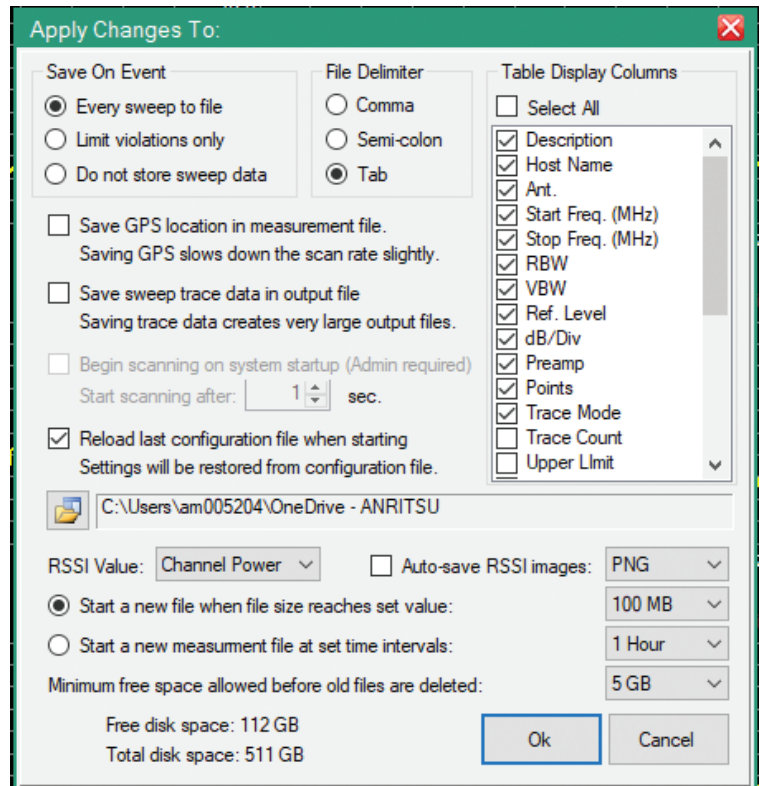 Apply Changes To:
Save On Event
Every sweep to file
Limit violations only
Do not store sweep data
File Delimiter
Comma
Semi-colon
Tab
Table Display Columns
Select All
Description
Host Name
Ant.
Start Freq. (MHz)
Stop Freq. (MHz)
RBW
VBW
Ref. Level
dB/Div
Preamp
Points
Trace Mode
Trace Count
Upper LImit
Save GPS location in measurement file.
Saving GPS slows down the scan rate slightly.
Save sweep trace data in output file
Saving trace data creates very large output files.
Begin scanning on system startup (Admin required)
Start scanning after: 1 sec.
Reload last configuration file when starting
Settings will be restored from configuration file.
C:\Users\am005204\OneDrive - ANRITSU
RSSI Value: Channel Power Auto-save RSSI images: PNG
Start a new file when file size reaches set value: 100 MB
Start a new measurment file at set time intervals: 1 Hour
Minimum free space allowed before old files are deleted: 5 GB
Free disk space: 112 GB
Total disk space: 511 GB
Ok Cancel